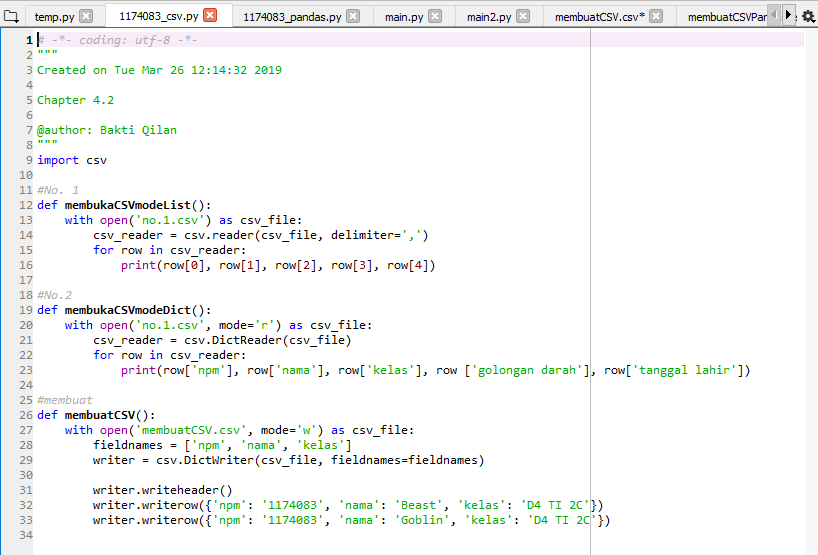 temp.py 1174083_csv.py 1174083_pandas.py main.py main2.py membuatCSV.csv* membuatCSVPan
1 # -*- coding: utf-8 -*-
2 """
3 Created on Tue Mar 26 12:14:32 2019
4
5 Chapter 4.2
6
7 @author: Bakti Qilan
8 """
9 import csv
10
11 #No. 1
12 def membukaCSVmodeList():
13     with open('no.1.csv') as csv_file:
14         csv_reader = csv.reader(csv_file, delimiter=',')
15         for row in csv_reader:
16             print(row[0], row[1], row[2], row[3], row[4])
17
18 #No.2
19 def membukaCSVmodeDict():
20     with open('no.1.csv', mode='r') as csv_file:
21         csv_reader = csv.DictReader(csv_file)
22         for row in csv_reader:
23             print(row['npm'], row['nama'], row['kelas'], row ['golongan darah'], row['tanggal lahir'])
24
25 #membuat
26 def membuatCSV():
27     with open('membuatCSV.csv', mode='w') as csv_file:
28         fieldnames = ['npm', 'nama', 'kelas']
29         writer = csv.DictWriter(csv_file, fieldnames=fieldnames)
30
31         writer.writeheader()
32         writer.writerow({'npm': '1174083', 'nama': 'Beast', 'kelas': 'D4 TI 2C'})
33         writer.writerow({'npm': '1174083', 'nama': 'Goblin', 'kelas': 'D4 TI 2C'})
34